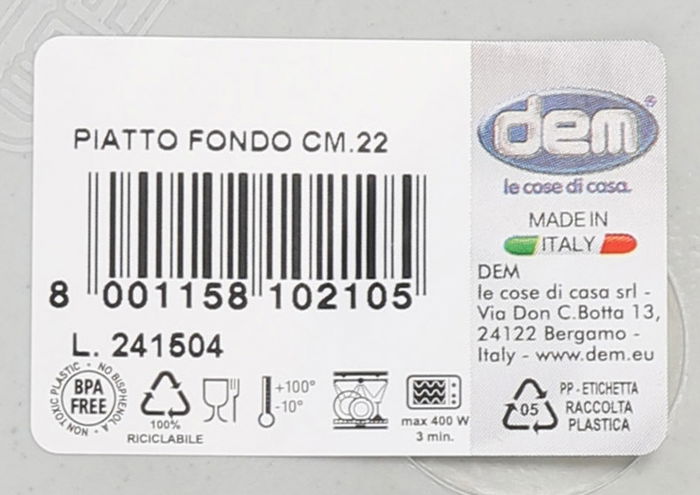 PIATTO FONDO CM.22
8 001158 102105
L. 241504
NON TOXIC PLASTIC - NO BISPHENOL A -
BPA
FREE
100%
RICICLABILE
+100°
-10°
max 400 W
3 min.
dem®
le cose di casa.
MADE IN
ITALY
DEM
le cose di casa srl -
Via Don C.Botta 13,
24122 Bergamo -
Italy - www.dem.eu
05
PP - ETICHETTA
RACCOLTA
PLASTICA